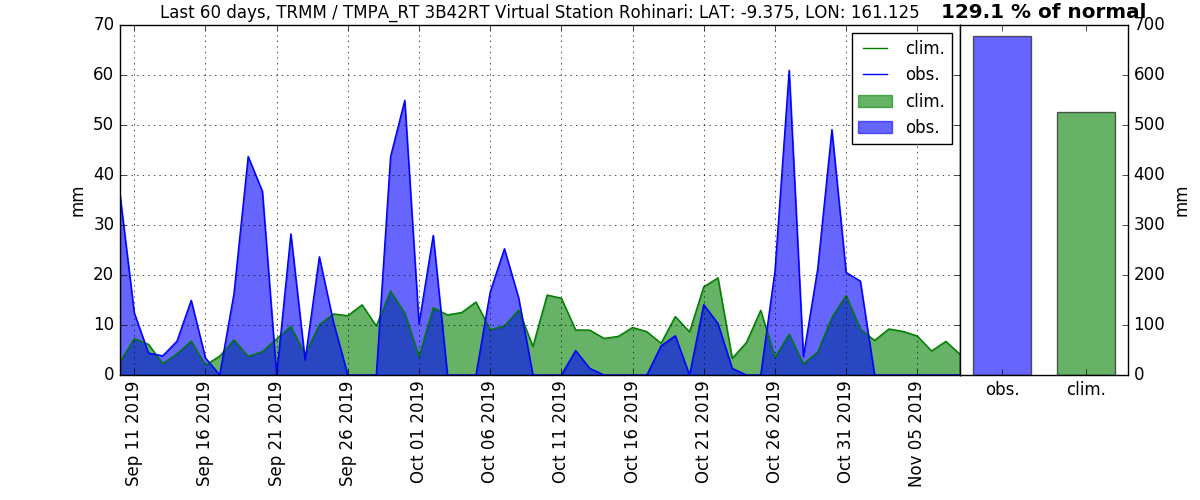 Last 60 days, TRMM / TMPA_RT 3B42RT Virtual Station Rohinari: LAT: -9.375, LON: 161.125
129.1 % of normal
70
60
50
40
30
20
10
0
mm
clim.
obs.
clim.
obs.
700
600
500
400
300
200
100
0
mm
Sep 11 2019
Sep 16 2019
Sep 21 2019
Sep 26 2019
Oct 01 2019
Oct 06 2019
Oct 11 2019
Oct 16 2019
Oct 21 2019
Oct 26 2019
Oct 31 2019
Nov 05 2019
obs.
clim.